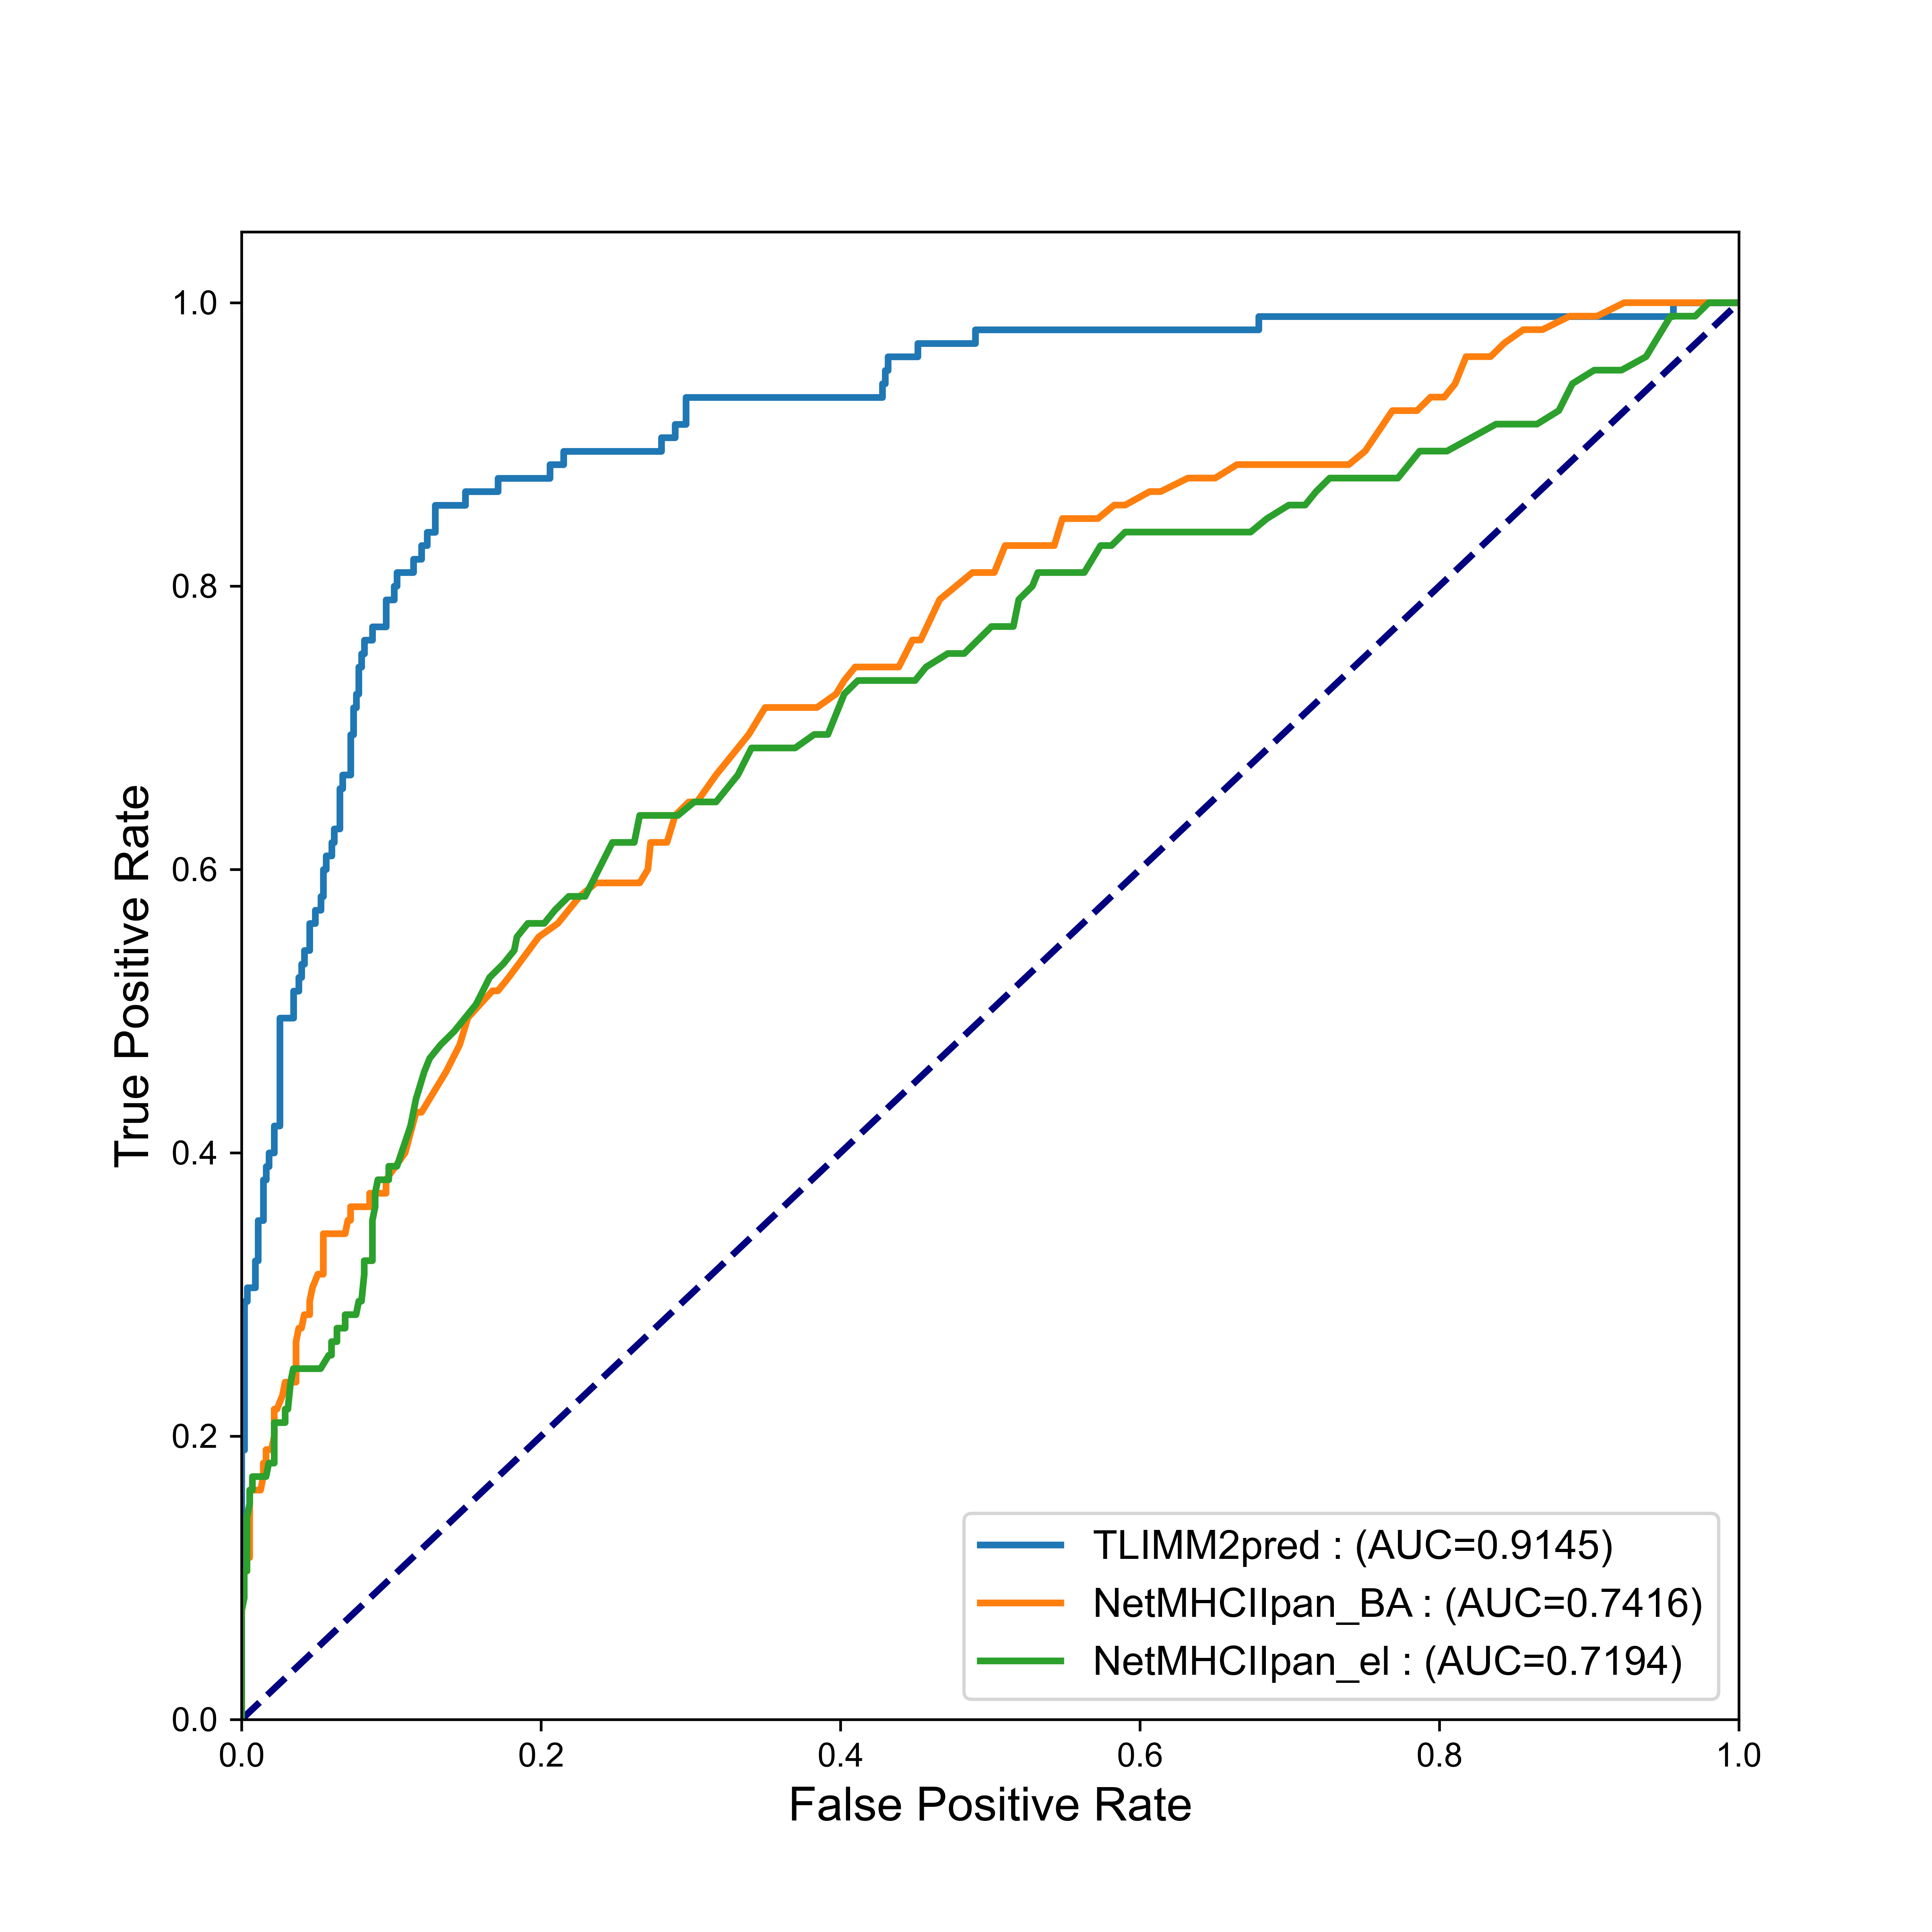 1.0
0.8
0.6
0.4
0.2
0.0
True Positive Rate
0.0 0.2 0.4 0.6 0.8 1.0
False Positive Rate
TLIMM2pred : (AUC=0.9145)
NetMHCIIpan_BA : (AUC=0.7416)
NetMHCIIpan_el : (AUC=0.7194)